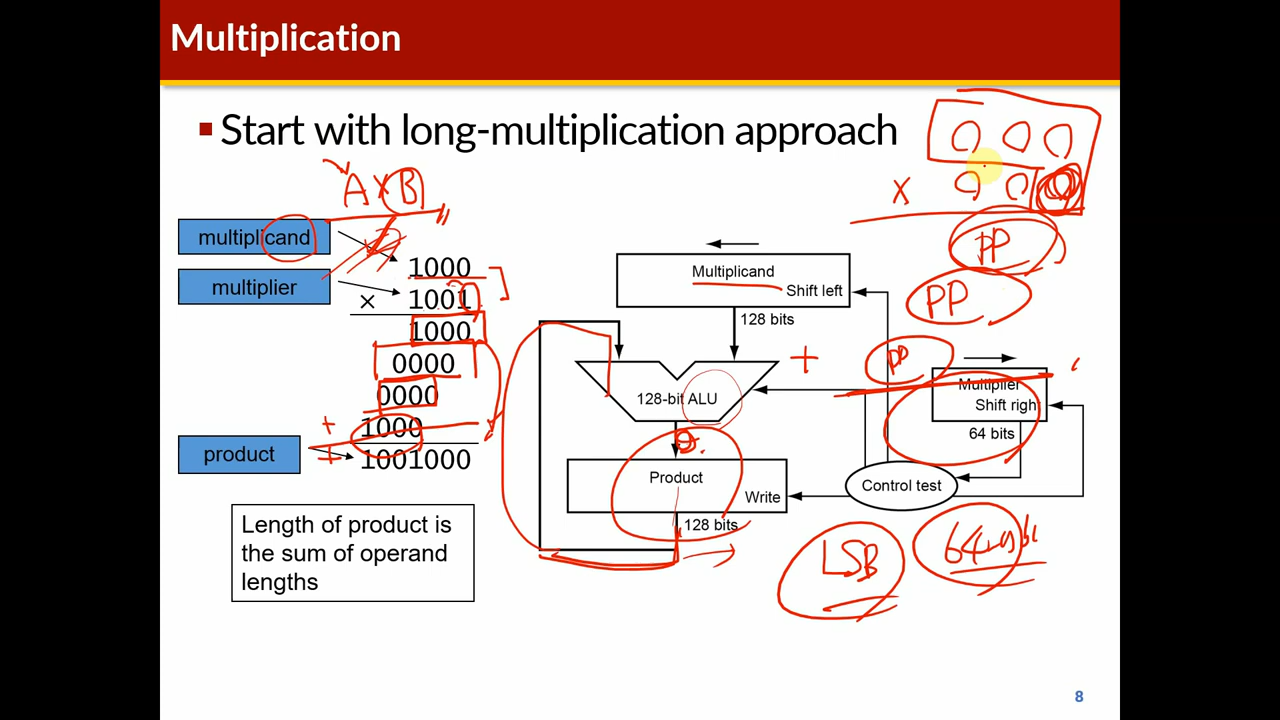 Multiplication
▪ Start with long-multiplication approach
A x B
multiplicand
multiplier
1000
× 1001
1000
0000
0000
+ 1000
product
1001000
Length of product is
the sum of operand
lengths
Multiplicand
Shift left
128 bits
128-bit ALU
+
Product
Write
128 bits
Multiplier
Shift right
64 bits
Control test
x
PP
PP
PP
LSB
8